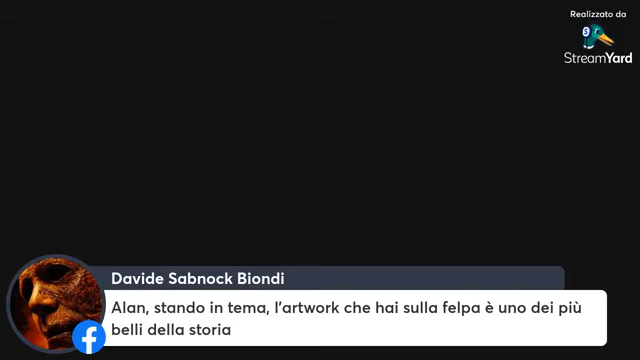 Realizzato da
StreamYard
Davide Sabnock Biondi
Alan, stando in tema, l'artwork che hai sulla felpa è uno dei più
belli della storia